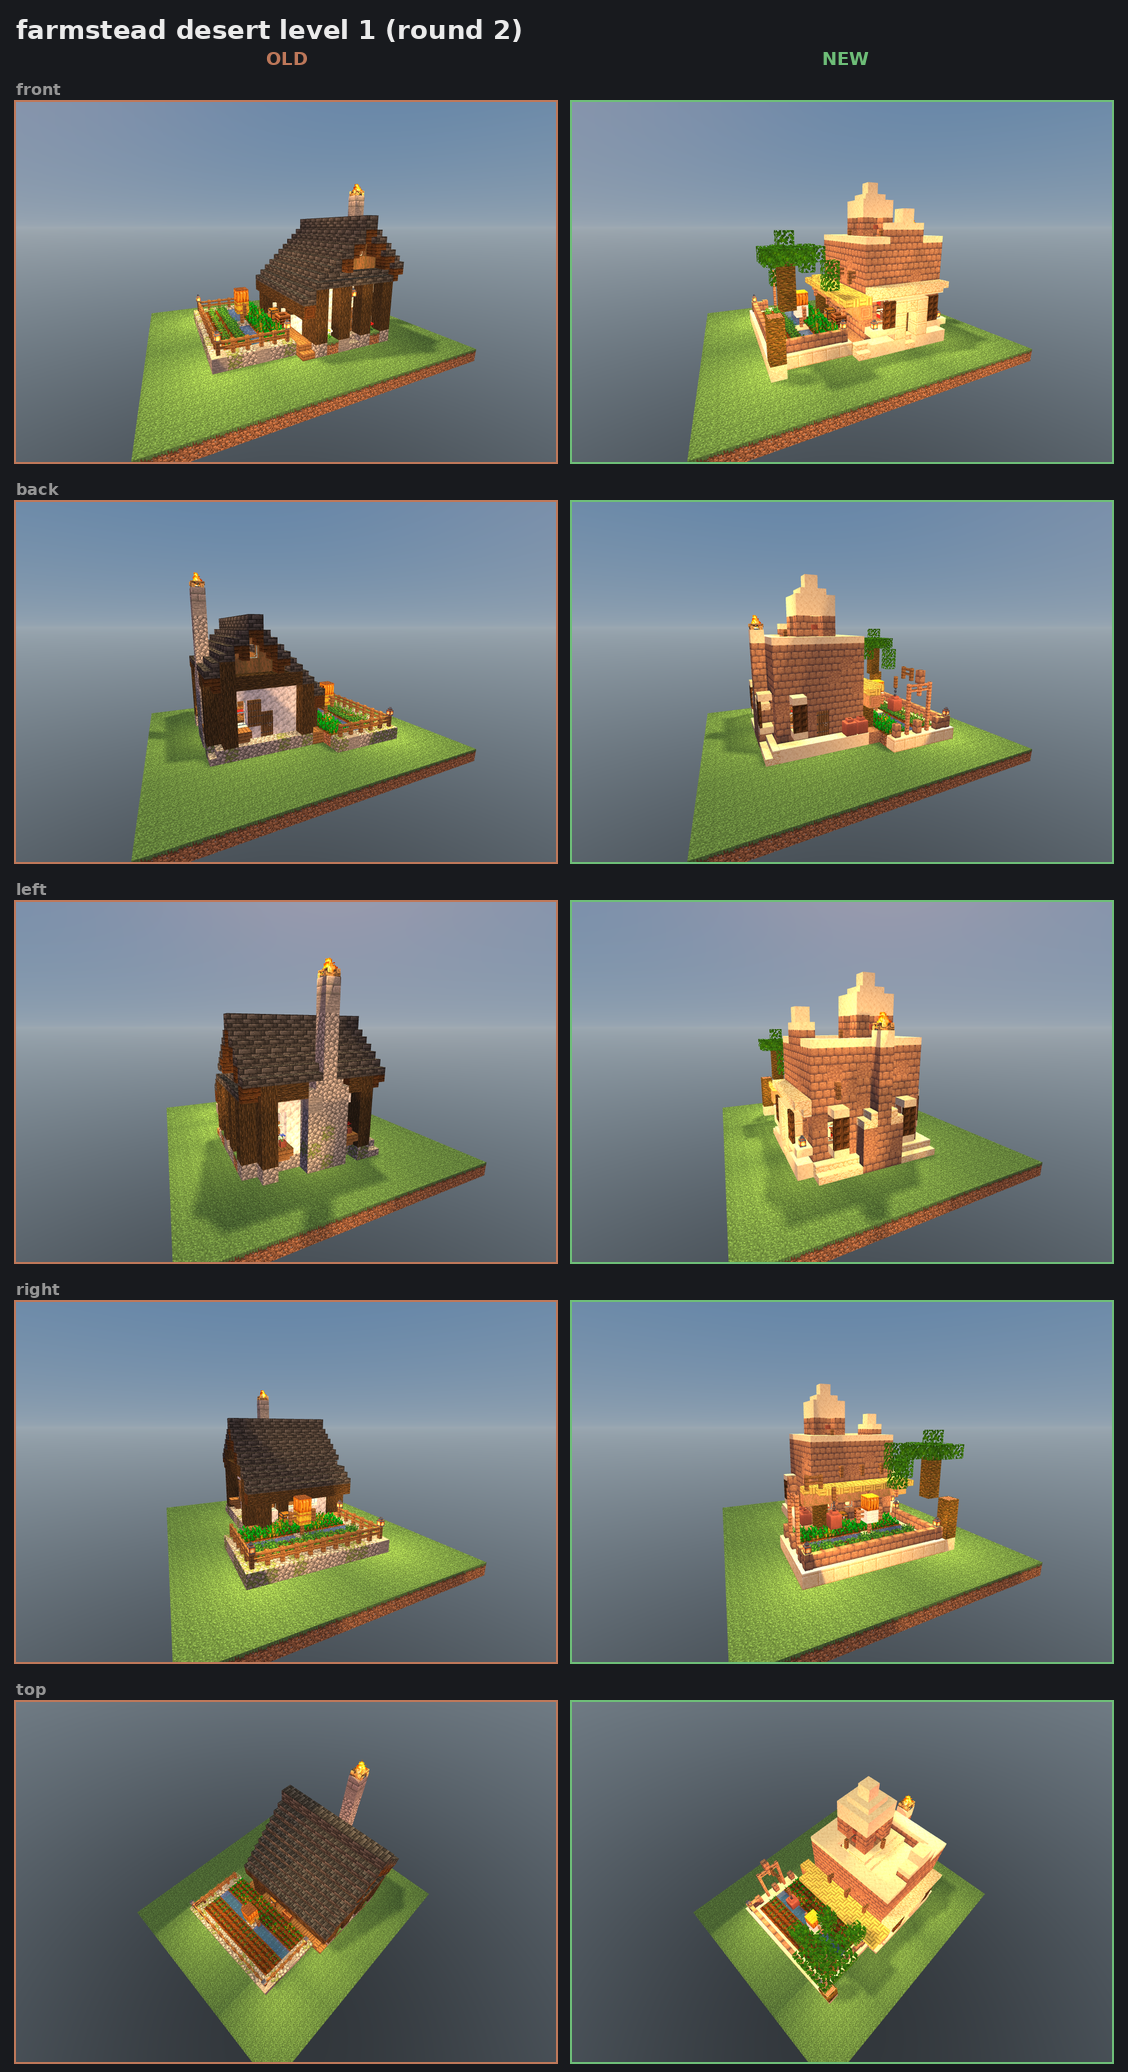 farmstead desert level 1 (round 2)
OLD NEW
front
back
left
right
top